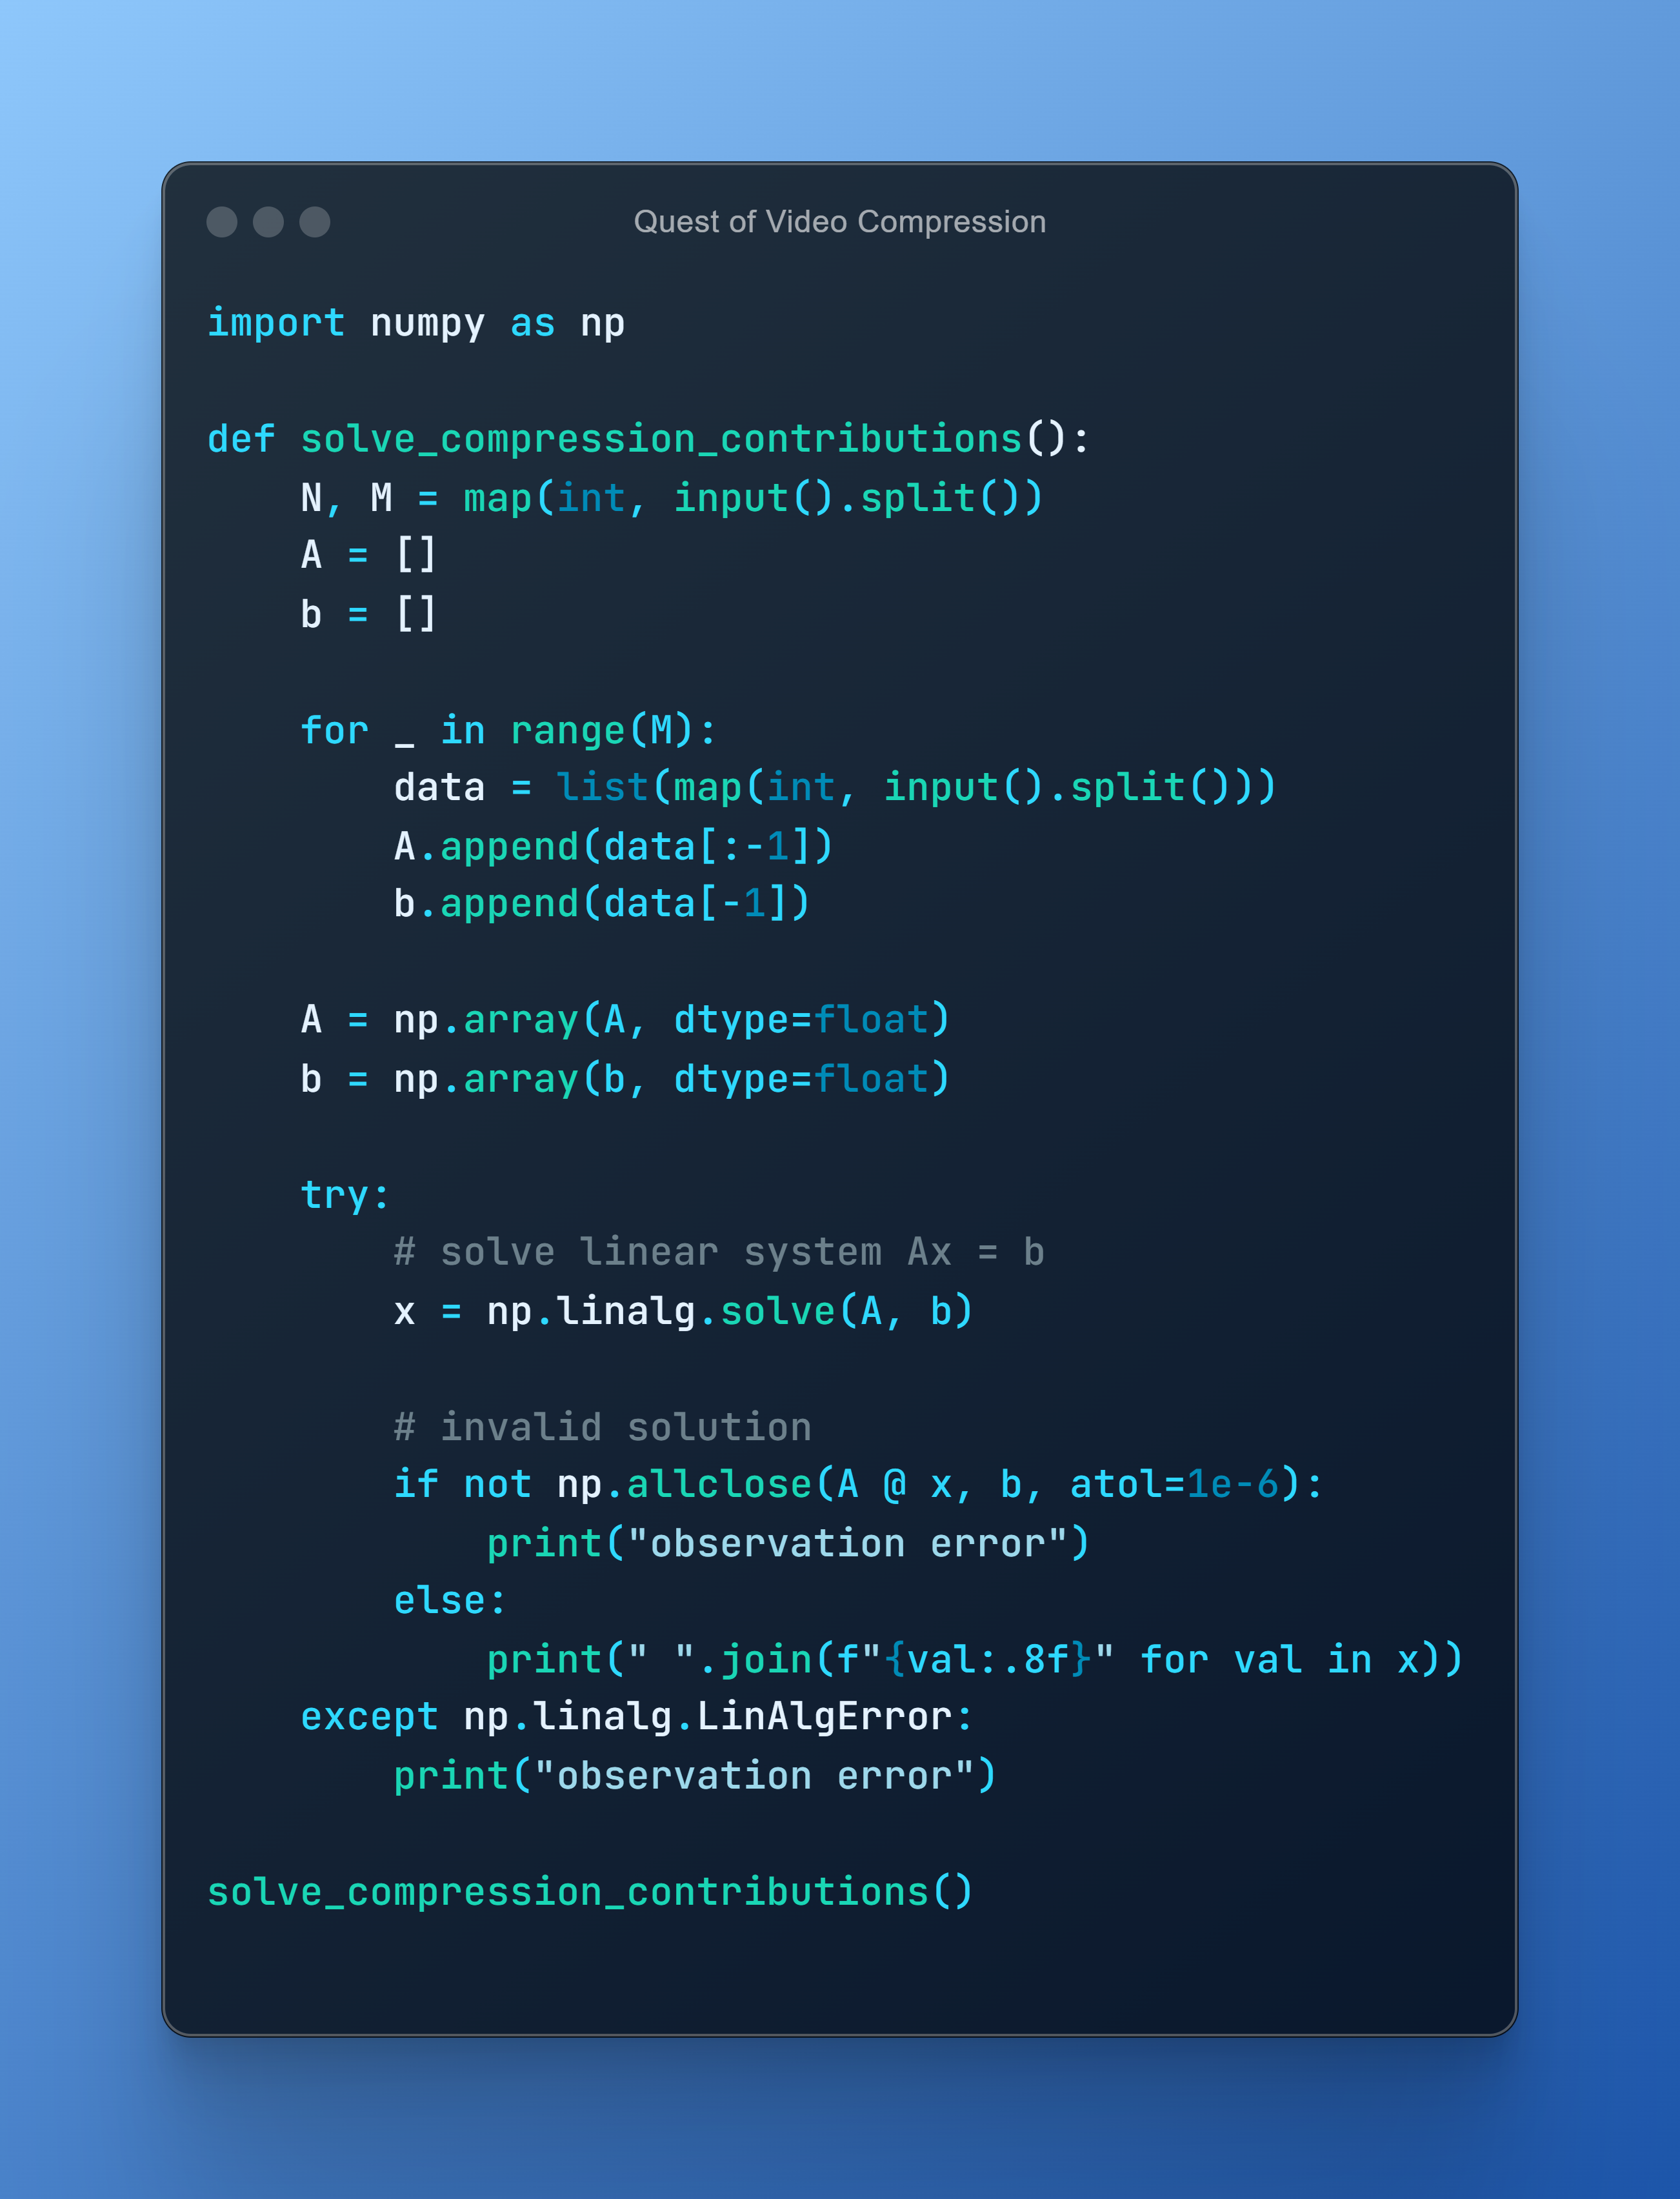 Quest of Video Compression
import numpy as np
def solve_compression_contributions():
    N, M = map(int, input().split())
    A = []
    b = []
    for _ in range(M):
        data = list(map(int, input().split()))
        A.append(data[:-1])
        b.append(data[-1])
    A = np.array(A, dtype=float)
    b = np.array(b, dtype=float)
    try:
        # solve linear system Ax = b
        x = np.linalg.solve(A, b)
        # invalid solution
        if not np.allclose(A @ x, b, atol=1e-6):
            print("observation error")
        else:
            print(" ".join(f"{val:.8f}" for val in x))
    except np.linalg.LinAlgError:
        print("observation error")
solve_compression_contributions()